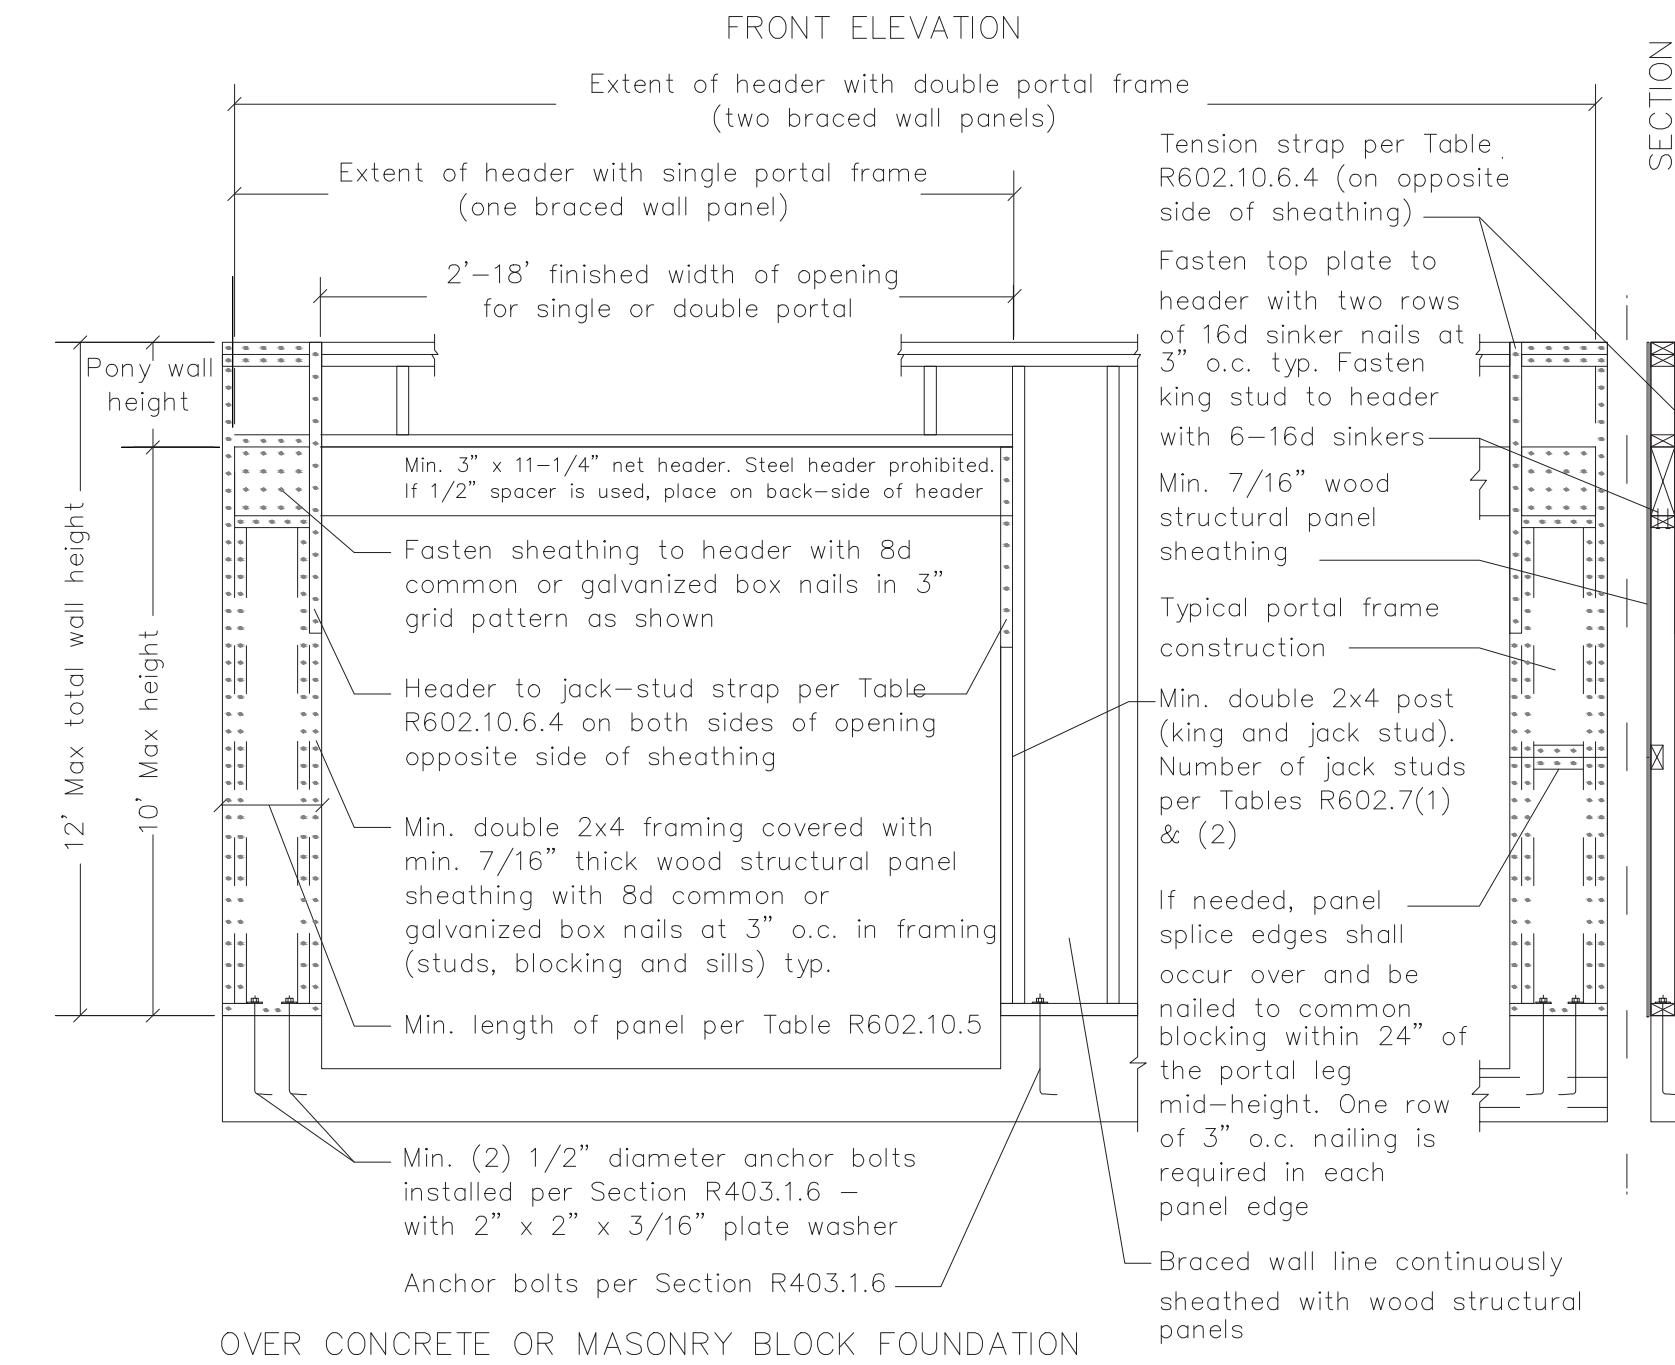 FRONT ELEVATION
SECTION
Extent of header with double portal frame
(two braced wall panels)
Extent of header with single portal frame
(one braced wall panel)
2'-18' finished width of opening
for single or double portal
Pony wall
height
12' Max total wall height
10' Max height
Min. 3" x 11-1/4" net header. Steel header prohibited.
If 1/2" spacer is used, place on back-side of header
Fasten sheathing to header with 8d
common or galvanized box nails in 3"
grid pattern as shown
Header to jack-stud strap per Table
R602.10.6.4 on both sides of opening
opposite side of sheathing
Min. double 2x4 framing covered with
min. 7/16" thick wood structural panel
sheathing with 8d common or
galvanized box nails at 3" o.c. in framing
(studs, blocking and sills) typ.
Min. length of panel per Table R602.10.5
Min. (2) 1/2" diameter anchor bolts
installed per Section R403.1.6 -
with 2" x 2" x 3/16" plate washer
Anchor bolts per Section R403.1.6
Tension strap per Table
R602.10.6.4 (on opposite
side of sheathing)
Fasten top plate to
header with two rows
of 16d sinker nails at
3" o.c. typ. Fasten
king stud to header
with 6-16d sinkers
Min. 7/16" wood
structural panel
sheathing
Typical portal frame
construction
Min. double 2x4 post
(king and jack stud).
Number of jack studs
per Tables R602.7(1)
& (2)
If needed, panel
splice edges shall
occur over and be
nailed to common
blocking within 24" of
the portal leg
mid-height. One row
of 3" o.c. nailing is
required in each
panel edge
Braced wall line continuously
sheathed with wood structural
panels
OVER CONCRETE OR MASONRY BLOCK FOUNDATION